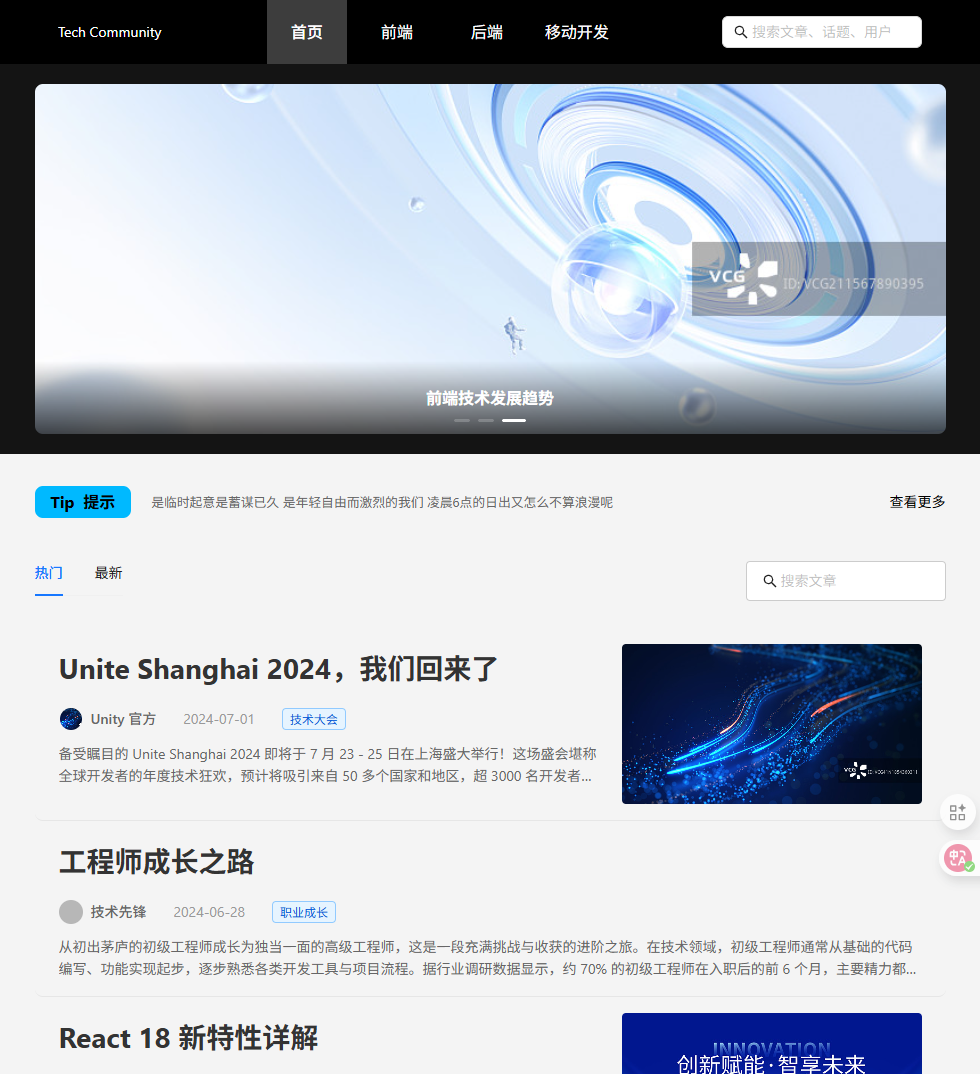 Tech Community
首页
前端
后端
移动开发
搜索文章、话题、用户
VCG
ID: VCG211567890395
前端技术发展趋势
Tip 提示
是临时起意是蓄谋已久 是年轻自由而激烈的我们 凌晨6点的日出又怎么不算浪漫呢
查看更多
热门
最新
搜索文章
Unite Shanghai 2024，我们回来了
Unity 官方
2024-07-01
技术大会
备受瞩目的 Unite Shanghai 2024 即将于 7 月 23 - 25 日在上海盛大举行！这场盛会堪称
全球开发者的年度技术狂欢，预计将吸引来自 50 多个国家和地区，超 3000 名开发者...
VCG
工程师成长之路
技术先锋
2024-06-28
职业成长
从初出茅庐的初级工程师成长为独当一面的高级工程师，这是一段充满挑战与收获的进阶之旅。在技术领域，初级工程师通常从基础的代码
编写、功能实现起步，逐步熟悉各类开发工具与项目流程。据行业调研数据显示，约 70% 的初级工程师在入职后的前 6 个月，主要精力都...
React 18 新特性详解
INNOVATION
创新赋能·智享未来
中
A